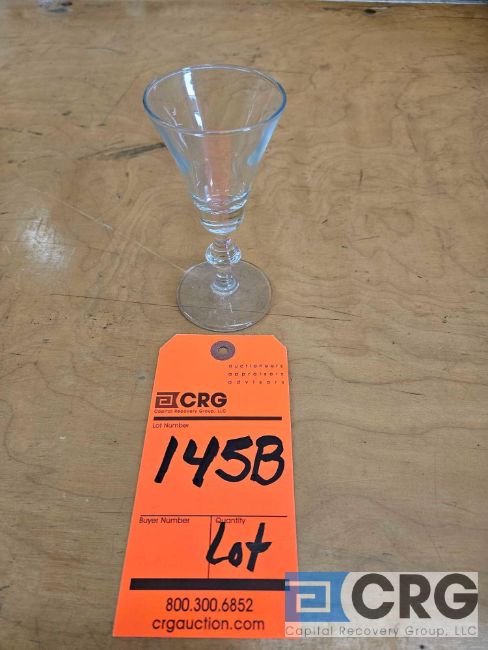 auctioneers
appraisers
advisors
CRG
Capital Recovery Group, LLC
Lot Number
145B
Buyer Number
Quantity
Lot
800.300.6852
crgauction.com
CRG
Capital Recovery Group, LLC